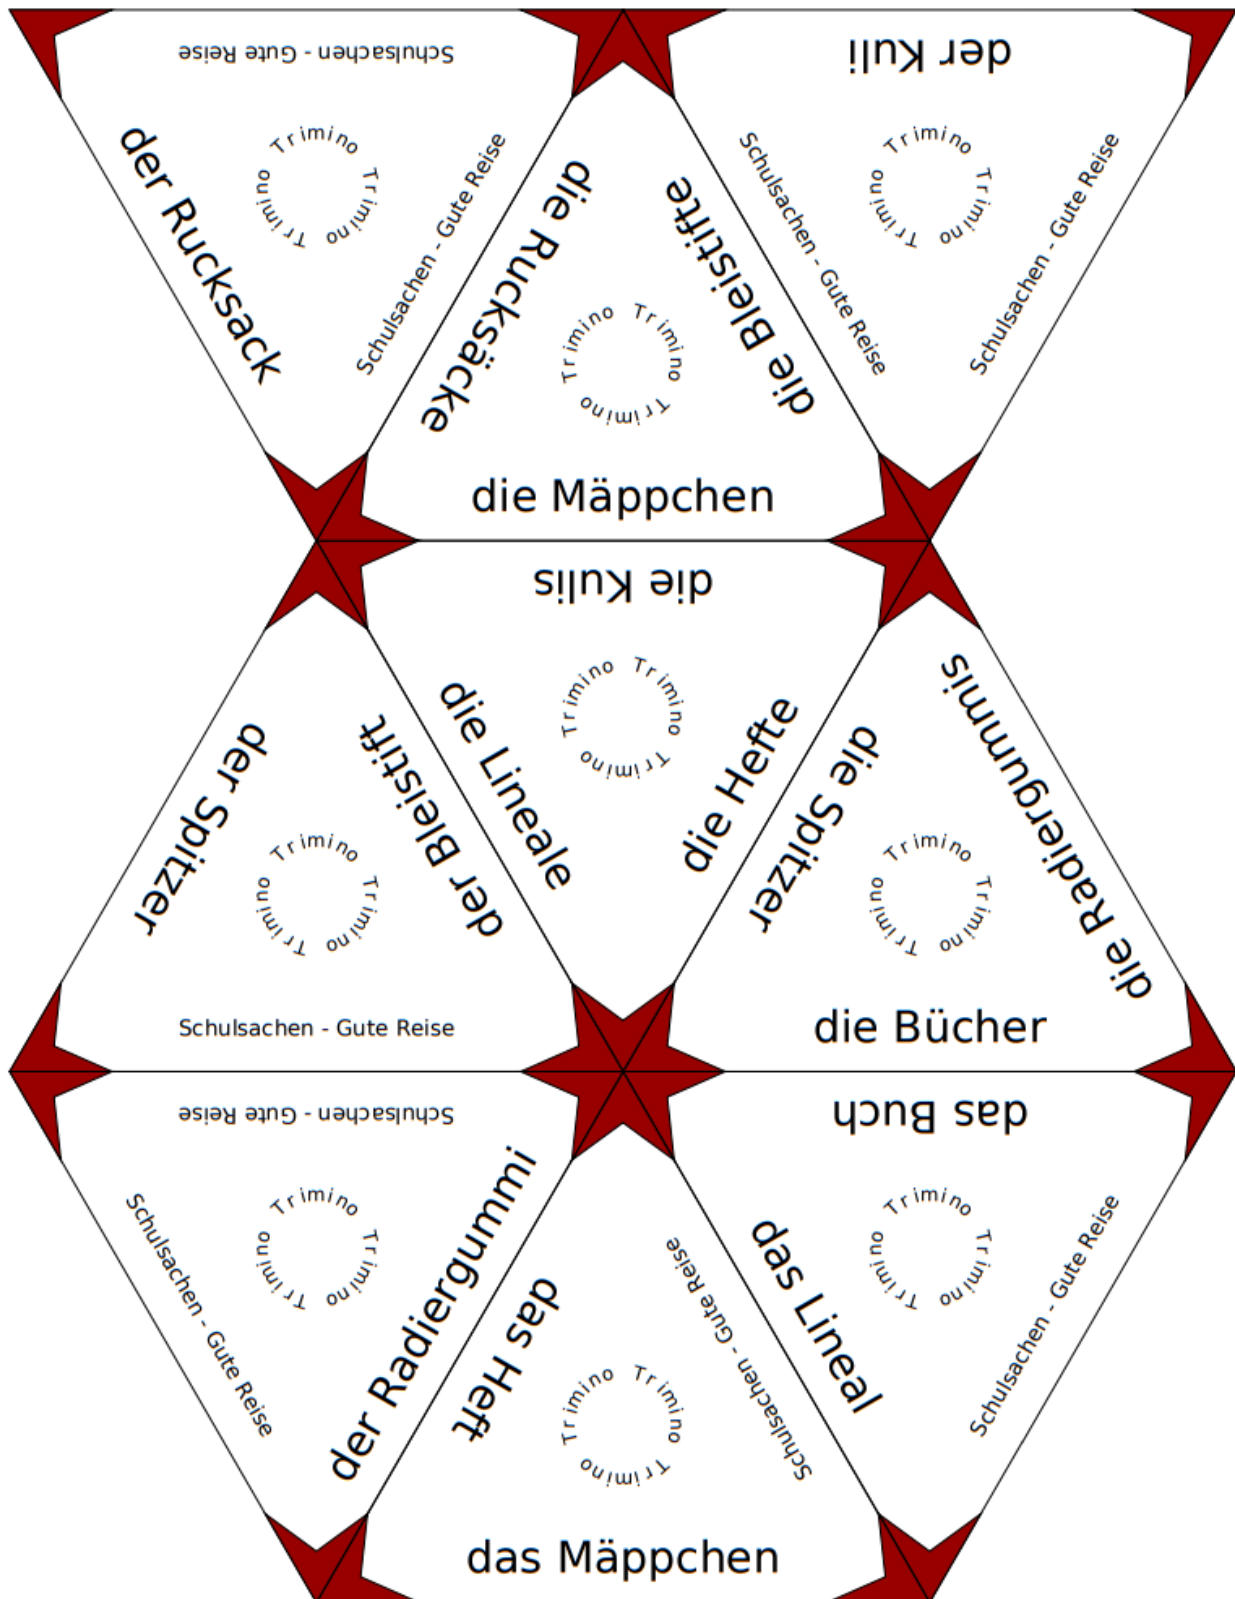 Schulsachen - Gute Reise
der Rucksack
Schulsachen - Gute Reise
Trimino Trimino Trimino
die Rucksäcke
die Bleistifte
die Mäppchen
Trimino Trimino Trimino
der Kuli
Schulsachen - Gute Reise
Schulsachen - Gute Reise
Trimino Trimino Trimino
der Spitzer
der Bleistift
Schulsachen - Gute Reise
Trimino Trimino Trimino
die Kulis
die Lineale
die Hefte
Trimino Trimino Trimino
die Spitzer
die Radiergummis
die Bücher
Trimino Trimino Trimino
Schulsachen - Gute Reise
Schulsachen - Gute Reise
der Radiergummi
Trimino Trimino Trimino
das Heft
Schulsachen - Gute Reise
das Mäppchen
Trimino Trimino Trimino
das Buch
das Lineal
Schulsachen - Gute Reise
Trimino Trimino Trimino